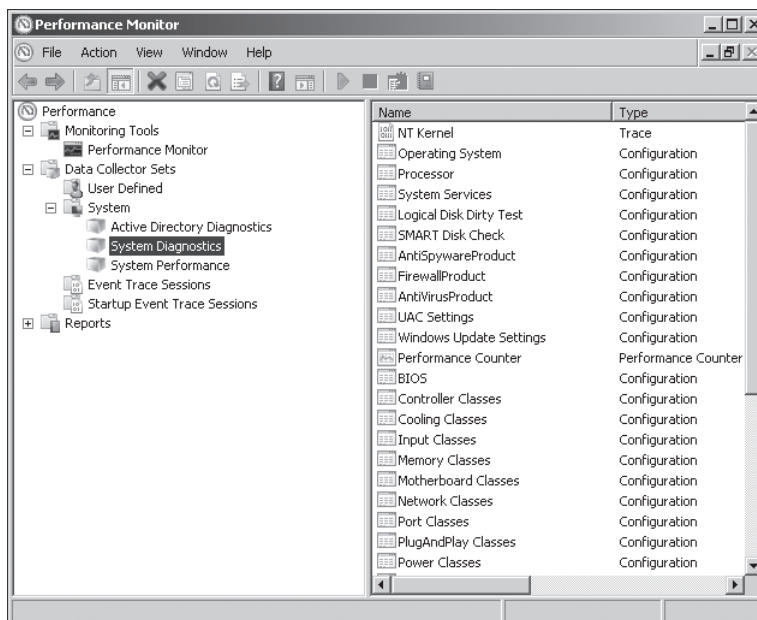 Performance Monitor
File Action View Window Help
Performance
Monitoring Tools
Performance Monitor
Data Collector Sets
User Defined
System
Active Directory Diagnostics
System Diagnostics
System Performance
Event Trace Sessions
Startup Event Trace Sessions
Reports
Name Type
NT Kernel Trace
Operating System Configuration
Processor Configuration
System Services Configuration
Logical Disk Dirty Test Configuration
SMART Disk Check Configuration
AntiSpywareProduct Configuration
FirewallProduct Configuration
AntiVirusProduct Configuration
UAC Settings Configuration
Windows Update Settings Configuration
Performance Counter Performance Counter
BIOS Configuration
Controller Classes Configuration
Cooling Classes Configuration
Input Classes Configuration
Memory Classes Configuration
Motherboard Classes Configuration
Network Classes Configuration
Port Classes Configuration
PlugAndPlay Classes Configuration
Power Classes Configuration